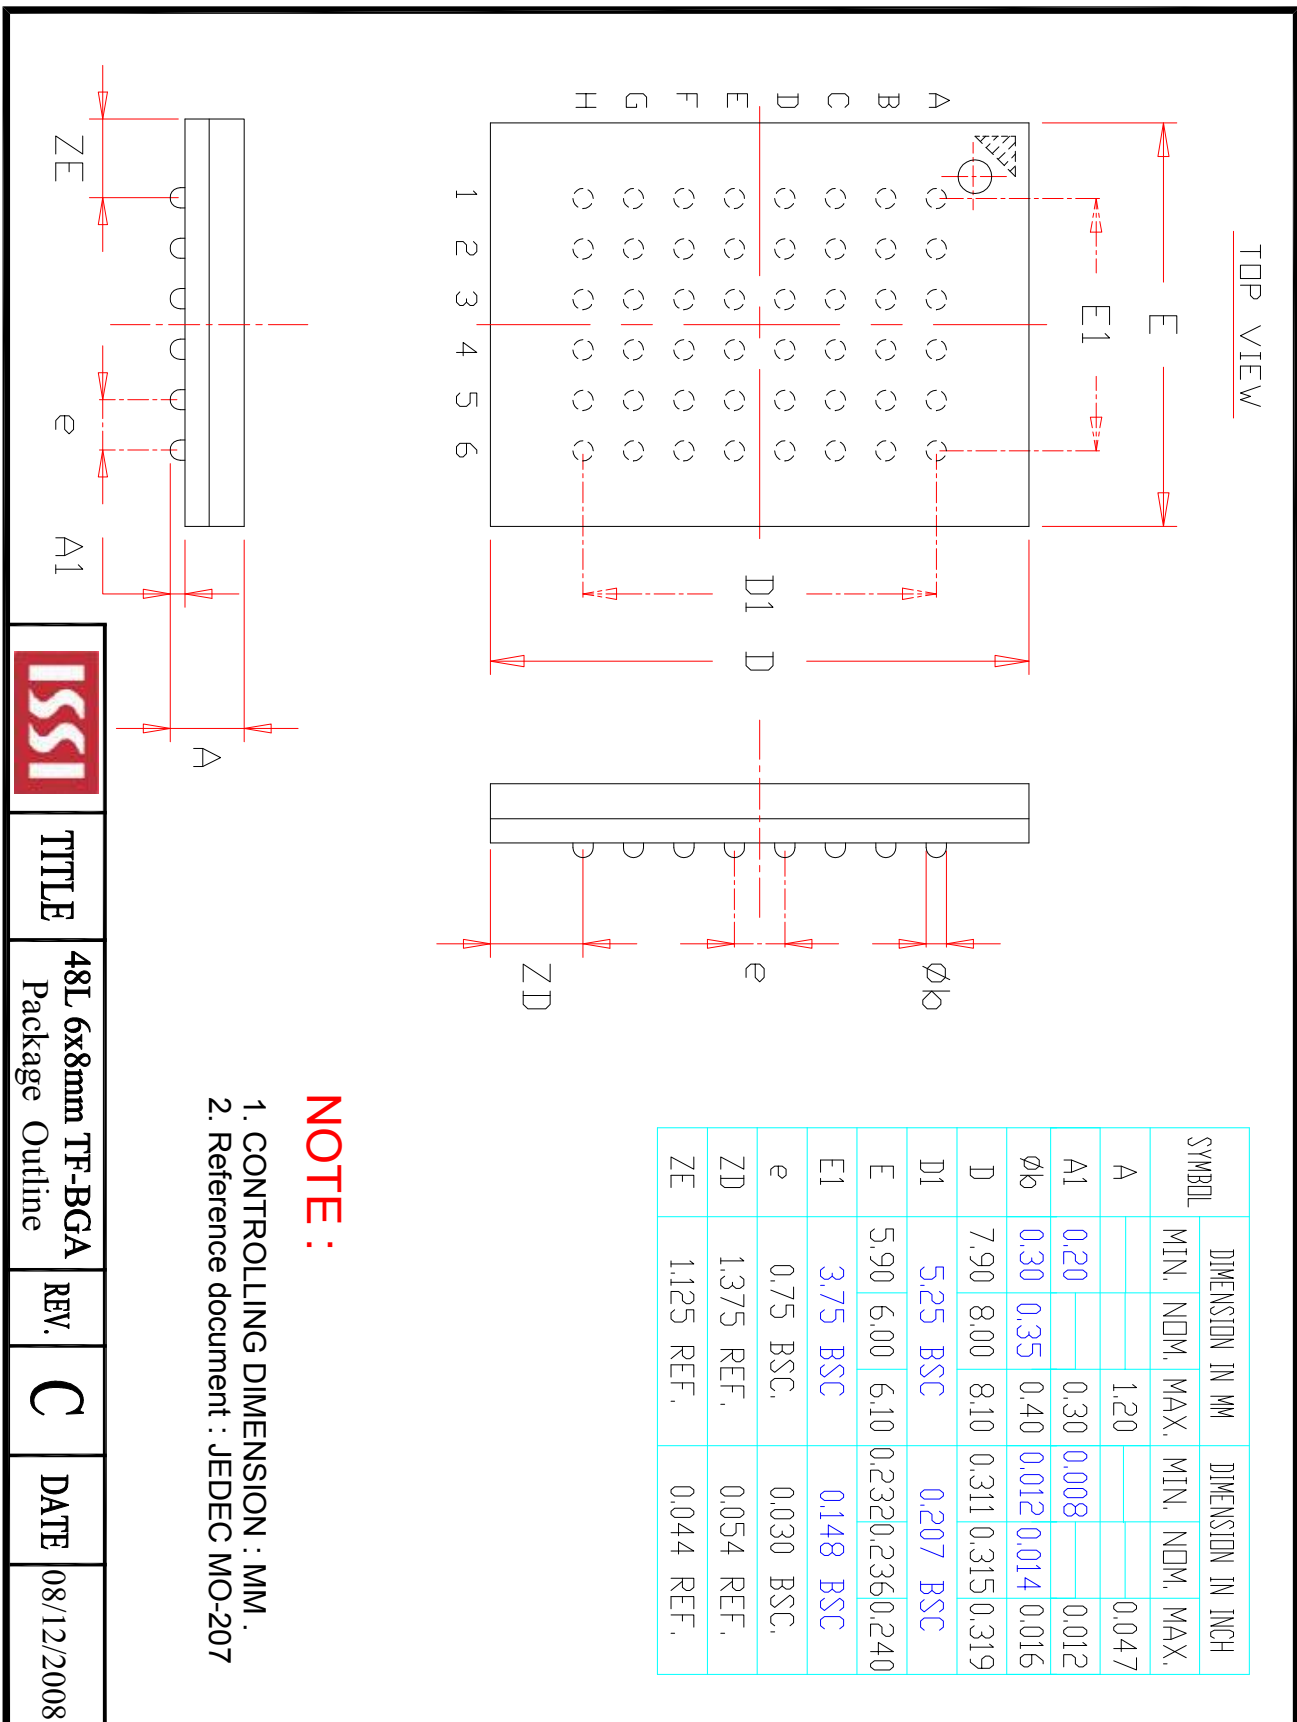 TOP VIEW
E
E1
A
B
C
D
E
F
G
H
1 2 3 4 5 6
D1
D
ZE
e
A1
A
Øb
e
ZD
SYMBOL DIMENSION IN MM DIMENSION IN INCH
MIN. NOM. MAX. MIN. NOM. MAX.
A 1.20 0.047
A1 0.20 0.30 0.008 0.012
Øb 0.30 0.35 0.40 0.012 0.014 0.016
D 7.90 8.00 8.10 0.311 0.315 0.319
D1 5.25 BSC 0.207 BSC
E 5.90 6.00 6.10 0.232 0.236 0.240
E1 3.75 BSC 0.148 BSC
e 0.75 BSC. 0.030 BSC.
ZD 1.375 REF. 0.054 REF.
ZE 1.125 REF. 0.044 REF.
NOTE :
1. CONTROLLING DIMENSION : MM .
2. Reference document : JEDEC MO-207
ISSI
TITLE
48L 6x8mm TF-BGA
Package Outline
REV.
C
DATE
08/12/2008